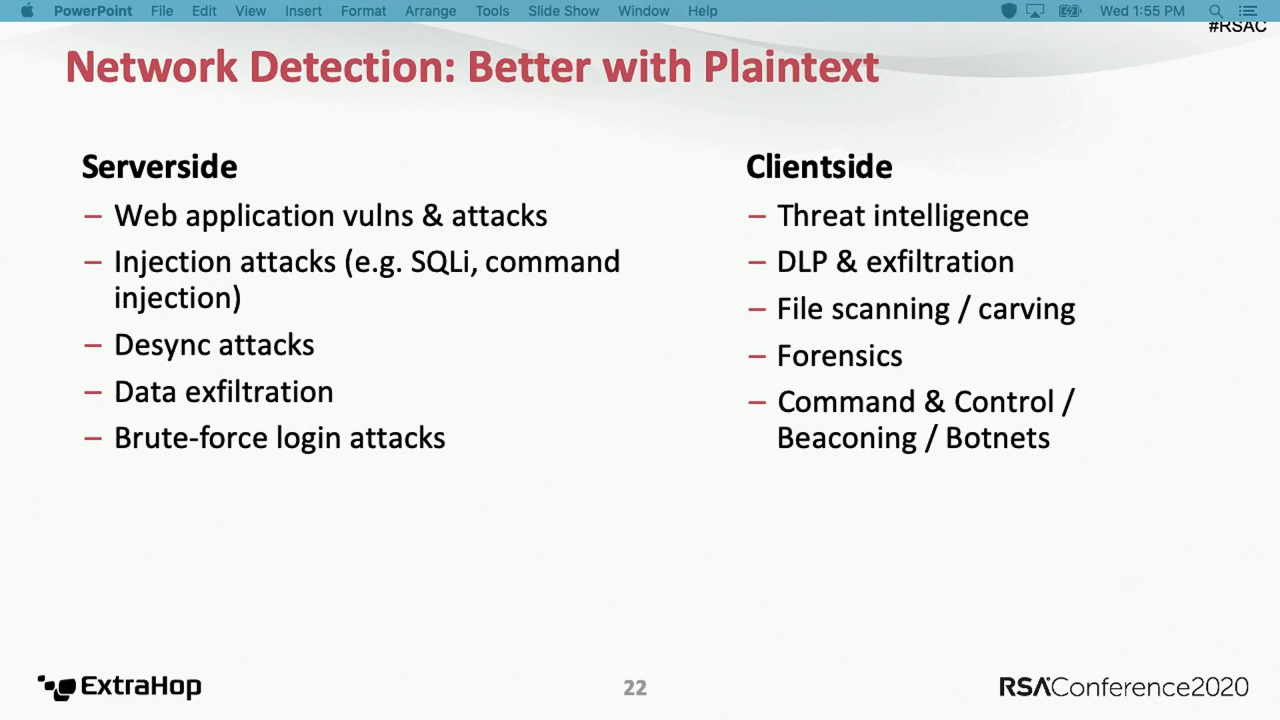 PowerPoint File Edit View Insert Format Arrange Tools Slide Show Window Help Wed 1:55 PM
#RSAC
Network Detection: Better with Plaintext
Serverside
– Web application vulns & attacks
– Injection attacks (e.g. SQLi, command
injection)
– Desync attacks
– Data exfiltration
– Brute-force login attacks
Clientside
– Threat intelligence
– DLP & exfiltration
– File scanning / carving
– Forensics
– Command & Control /
Beaconing / Botnets
ExtraHop
22
RSAConference2020